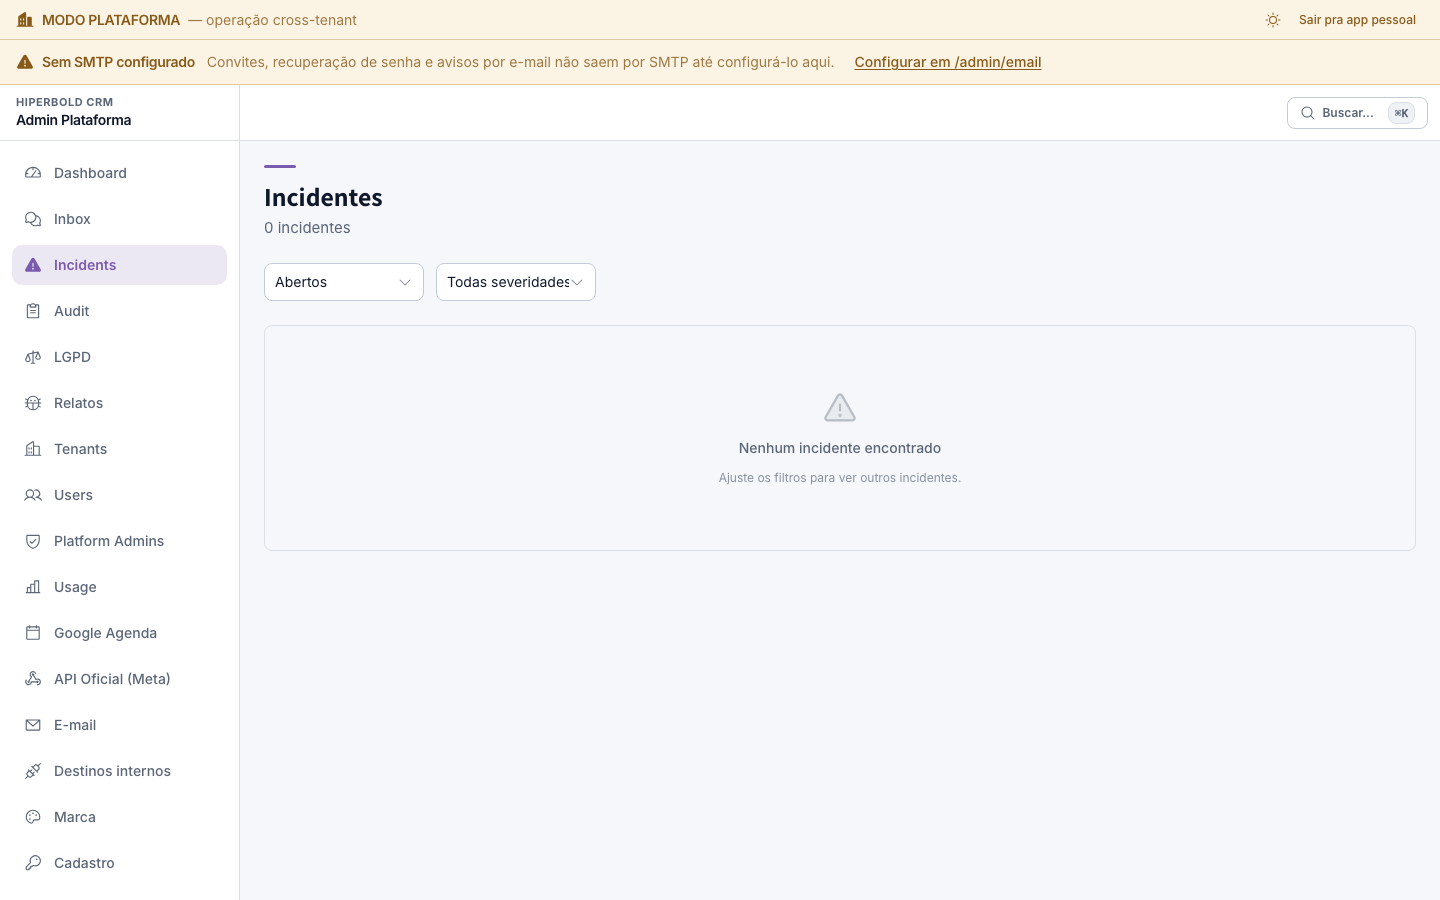 MODO PLATAFORMA — operação cross-tenant
Sair pra app pessoal
Sem SMTP configurado Convites, recuperação de senha e avisos por e-mail não saem por SMTP até configurá-lo aqui. Configurar em /admin/email
HIPERBOLD CRM
Admin Plataforma
Buscar... ⌘K
Dashboard
Inbox
Incidents
Audit
LGPD
Relatos
Tenants
Users
Platform Admins
Usage
Google Agenda
API Oficial (Meta)
E-mail
Destinos internos
Marca
Cadastro
Incidentes
0 incidentes
Abertos
Todas severidades
Nenhum incidente encontrado
Ajuste os filtros para ver outros incidentes.